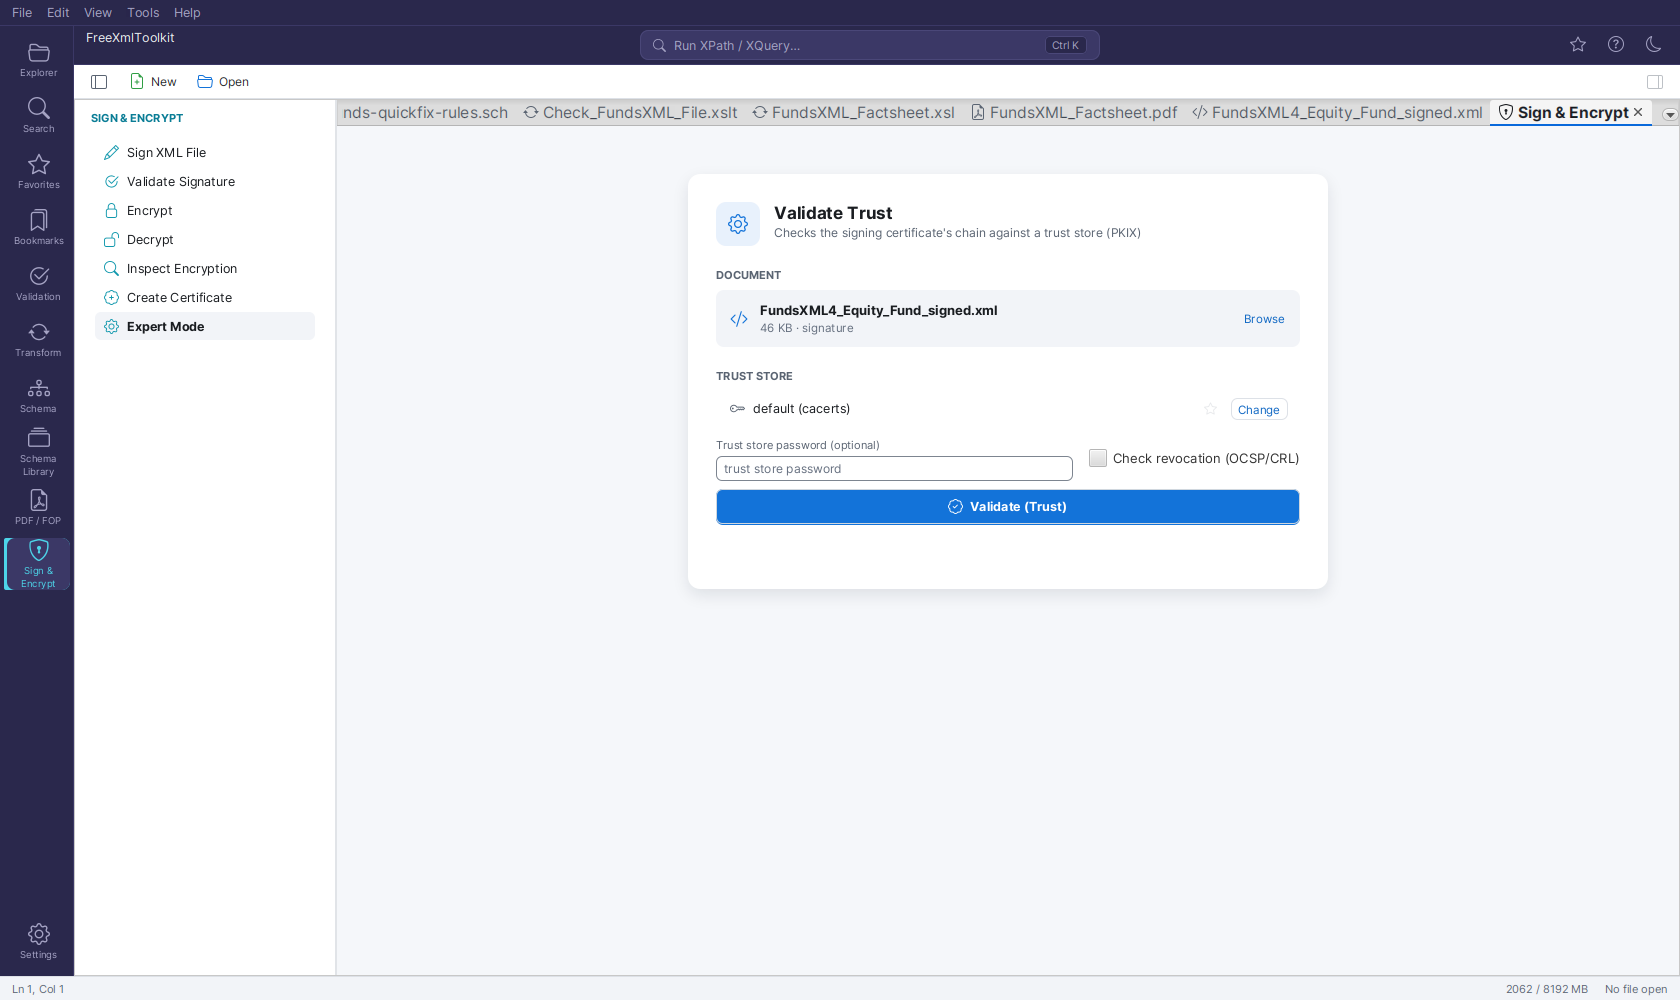 File Edit View Tools Help
FreeXmlToolkit
Run XPath / XQuery...
Ctrl K
Explorer
Search
Favorites
Bookmarks
Validation
Transform
Schema
Schema
Library
PDF / FOP
Sign &
Encrypt
Settings
New
Open
SIGN & ENCRYPT
Sign XML File
Validate Signature
Encrypt
Decrypt
Inspect Encryption
Create Certificate
Expert Mode
nds-quickfix-rules.sch
Check_FundsXML_File.xslt
FundsXML_Factsheet.xsl
FundsXML_Factsheet.pdf
FundsXML4_Equity_Fund_signed.xml
Sign & Encrypt
Validate Trust
Checks the signing certificate's chain against a trust store (PKIX)
DOCUMENT
FundsXML4_Equity_Fund_signed.xml
46 KB · signature
Browse
TRUST STORE
default (cacerts)
Change
Trust store password (optional)
trust store password
Check revocation (OCSP/CRL)
Validate (Trust)
Ln 1, Col 1
2062 / 8192 MB
No file open